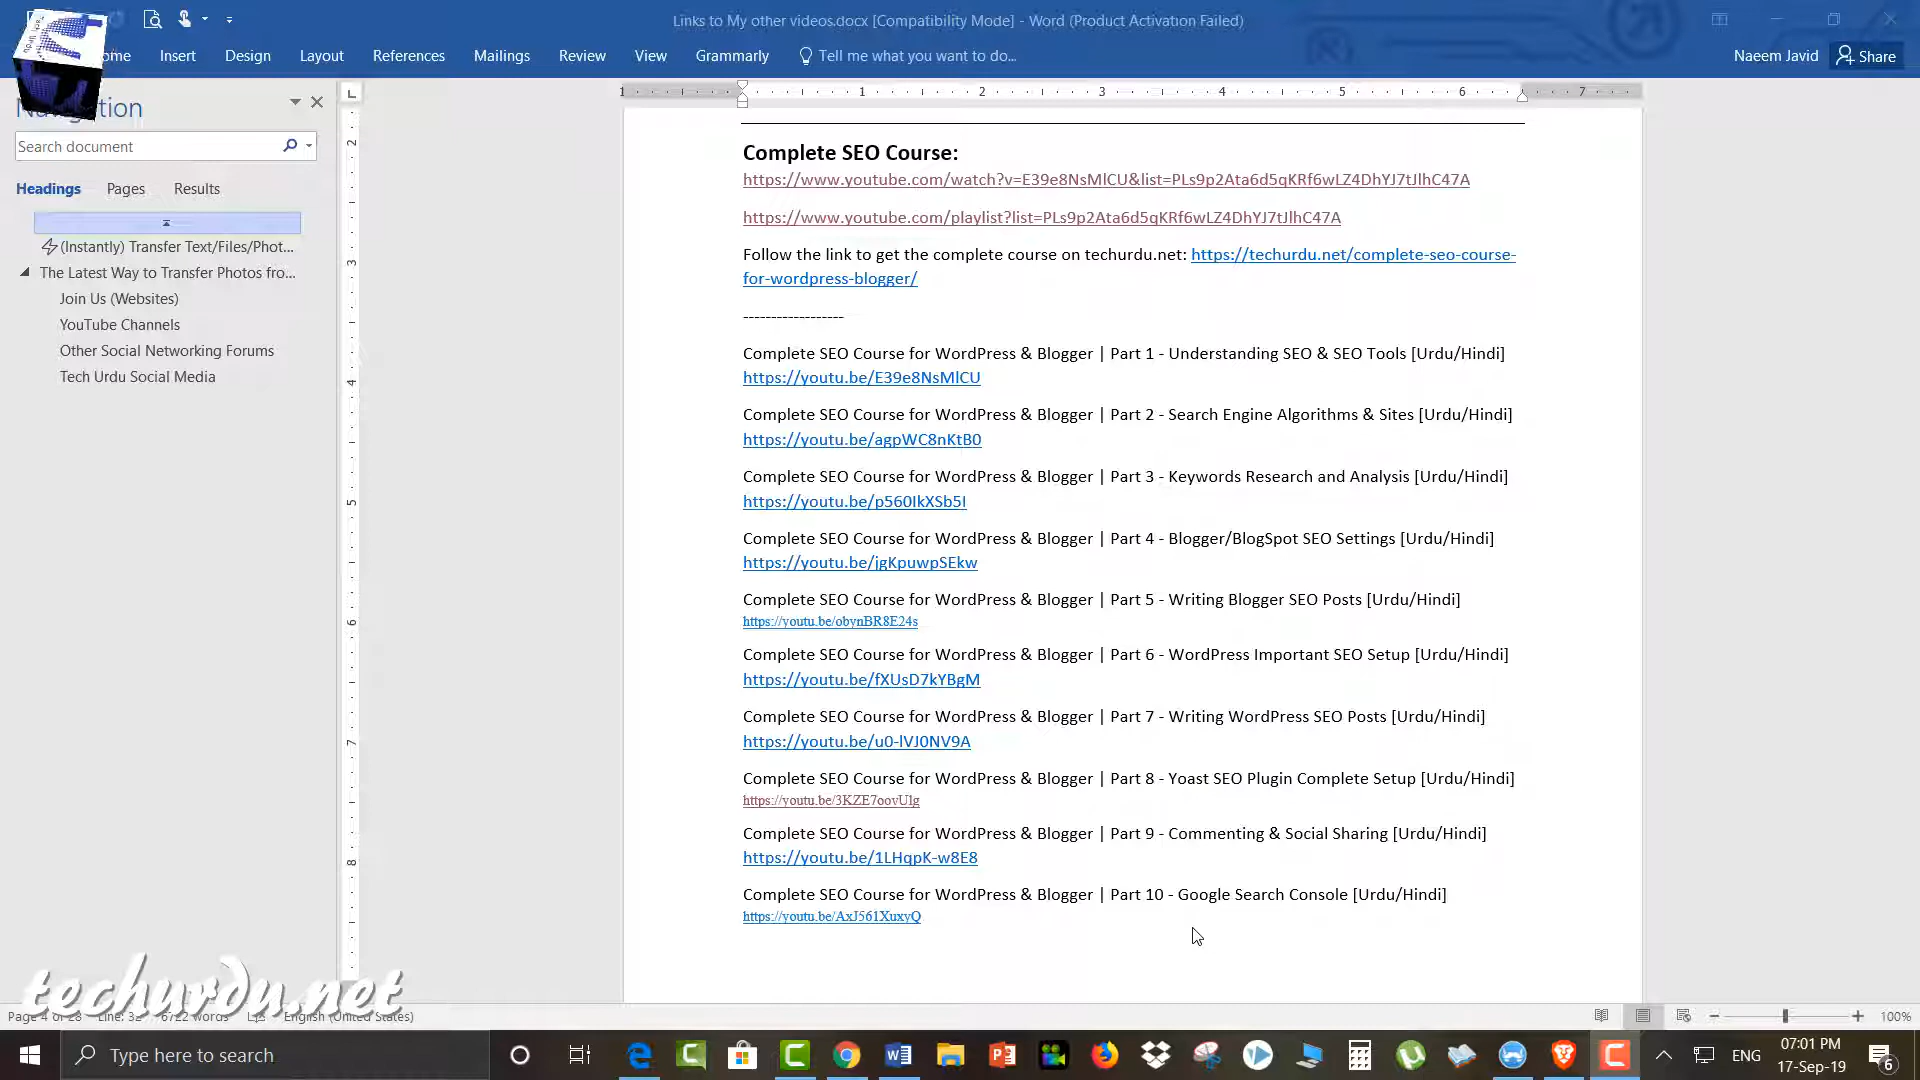 Links to My other videos.docx [Compatibility Mode] - Word (Product Activation Failed)
Insert
Design
Layout
References
Mailings
Review
View
Grammarly
Tell me what you want to do...
Naeem Javid
Share
Search document
Headings
Pages
Results
(Instantly) Transfer Text/Files/Phot...
The Latest Way to Transfer Photos fro...
Join Us (Websites)
YouTube Channels
Other Social Networking Forums
Tech Urdu Social Media
Complete SEO Course:
https://www.youtube.com/watch?v=E39e8NsMlCU&list=PLs9p2Ata6d5qKRf6wLZ4DhYJ7tJlhC47A
https://www.youtube.com/playlist?list=PLs9p2Ata6d5qKRf6wLZ4DhYJ7tJlhC47A
Follow the link to get the complete course on techurdu.net: https://techurdu.net/complete-seo-course-
for-wordpress-blogger/
------------------
Complete SEO Course for WordPress & Blogger | Part 1 - Understanding SEO & SEO Tools [Urdu/Hindi]
https://youtu.be/E39e8NsMlCU
Complete SEO Course for WordPress & Blogger | Part 2 - Search Engine Algorithms & Sites [Urdu/Hindi]
https://youtu.be/agpWC8nKtB0
Complete SEO Course for WordPress & Blogger | Part 3 - Keywords Research and Analysis [Urdu/Hindi]
https://youtu.be/p560IkXSb5I
Complete SEO Course for WordPress & Blogger | Part 4 - Blogger/BlogSpot SEO Settings [Urdu/Hindi]
https://youtu.be/jgKpuwpSEkw
Complete SEO Course for WordPress & Blogger | Part 5 - Writing Blogger SEO Posts [Urdu/Hindi]
https://youtu.be/obynBR8E24s
Complete SEO Course for WordPress & Blogger | Part 6 - WordPress Important SEO Setup [Urdu/Hindi]
https://youtu.be/fXUsD7kYBgM
Complete SEO Course for WordPress & Blogger | Part 7 - Writing WordPress SEO Posts [Urdu/Hindi]
https://youtu.be/u0-lVJ0NV9A
Complete SEO Course for WordPress & Blogger | Part 8 - Yoast SEO Plugin Complete Setup [Urdu/Hindi]
https://youtu.be/3KZE7oovUlg
Complete SEO Course for WordPress & Blogger | Part 9 - Commenting & Social Sharing [Urdu/Hindi]
https://youtu.be/1LHqpK-w8E8
Complete SEO Course for WordPress & Blogger | Part 10 - Google Search Console [Urdu/Hindi]
https://youtu.be/AxJ561XuxyQ
techurdu.net
Page 4 of 28
6722 words
English (United States)
100%
Type here to search
ENG
07:01 PM
17-Sep-19
6